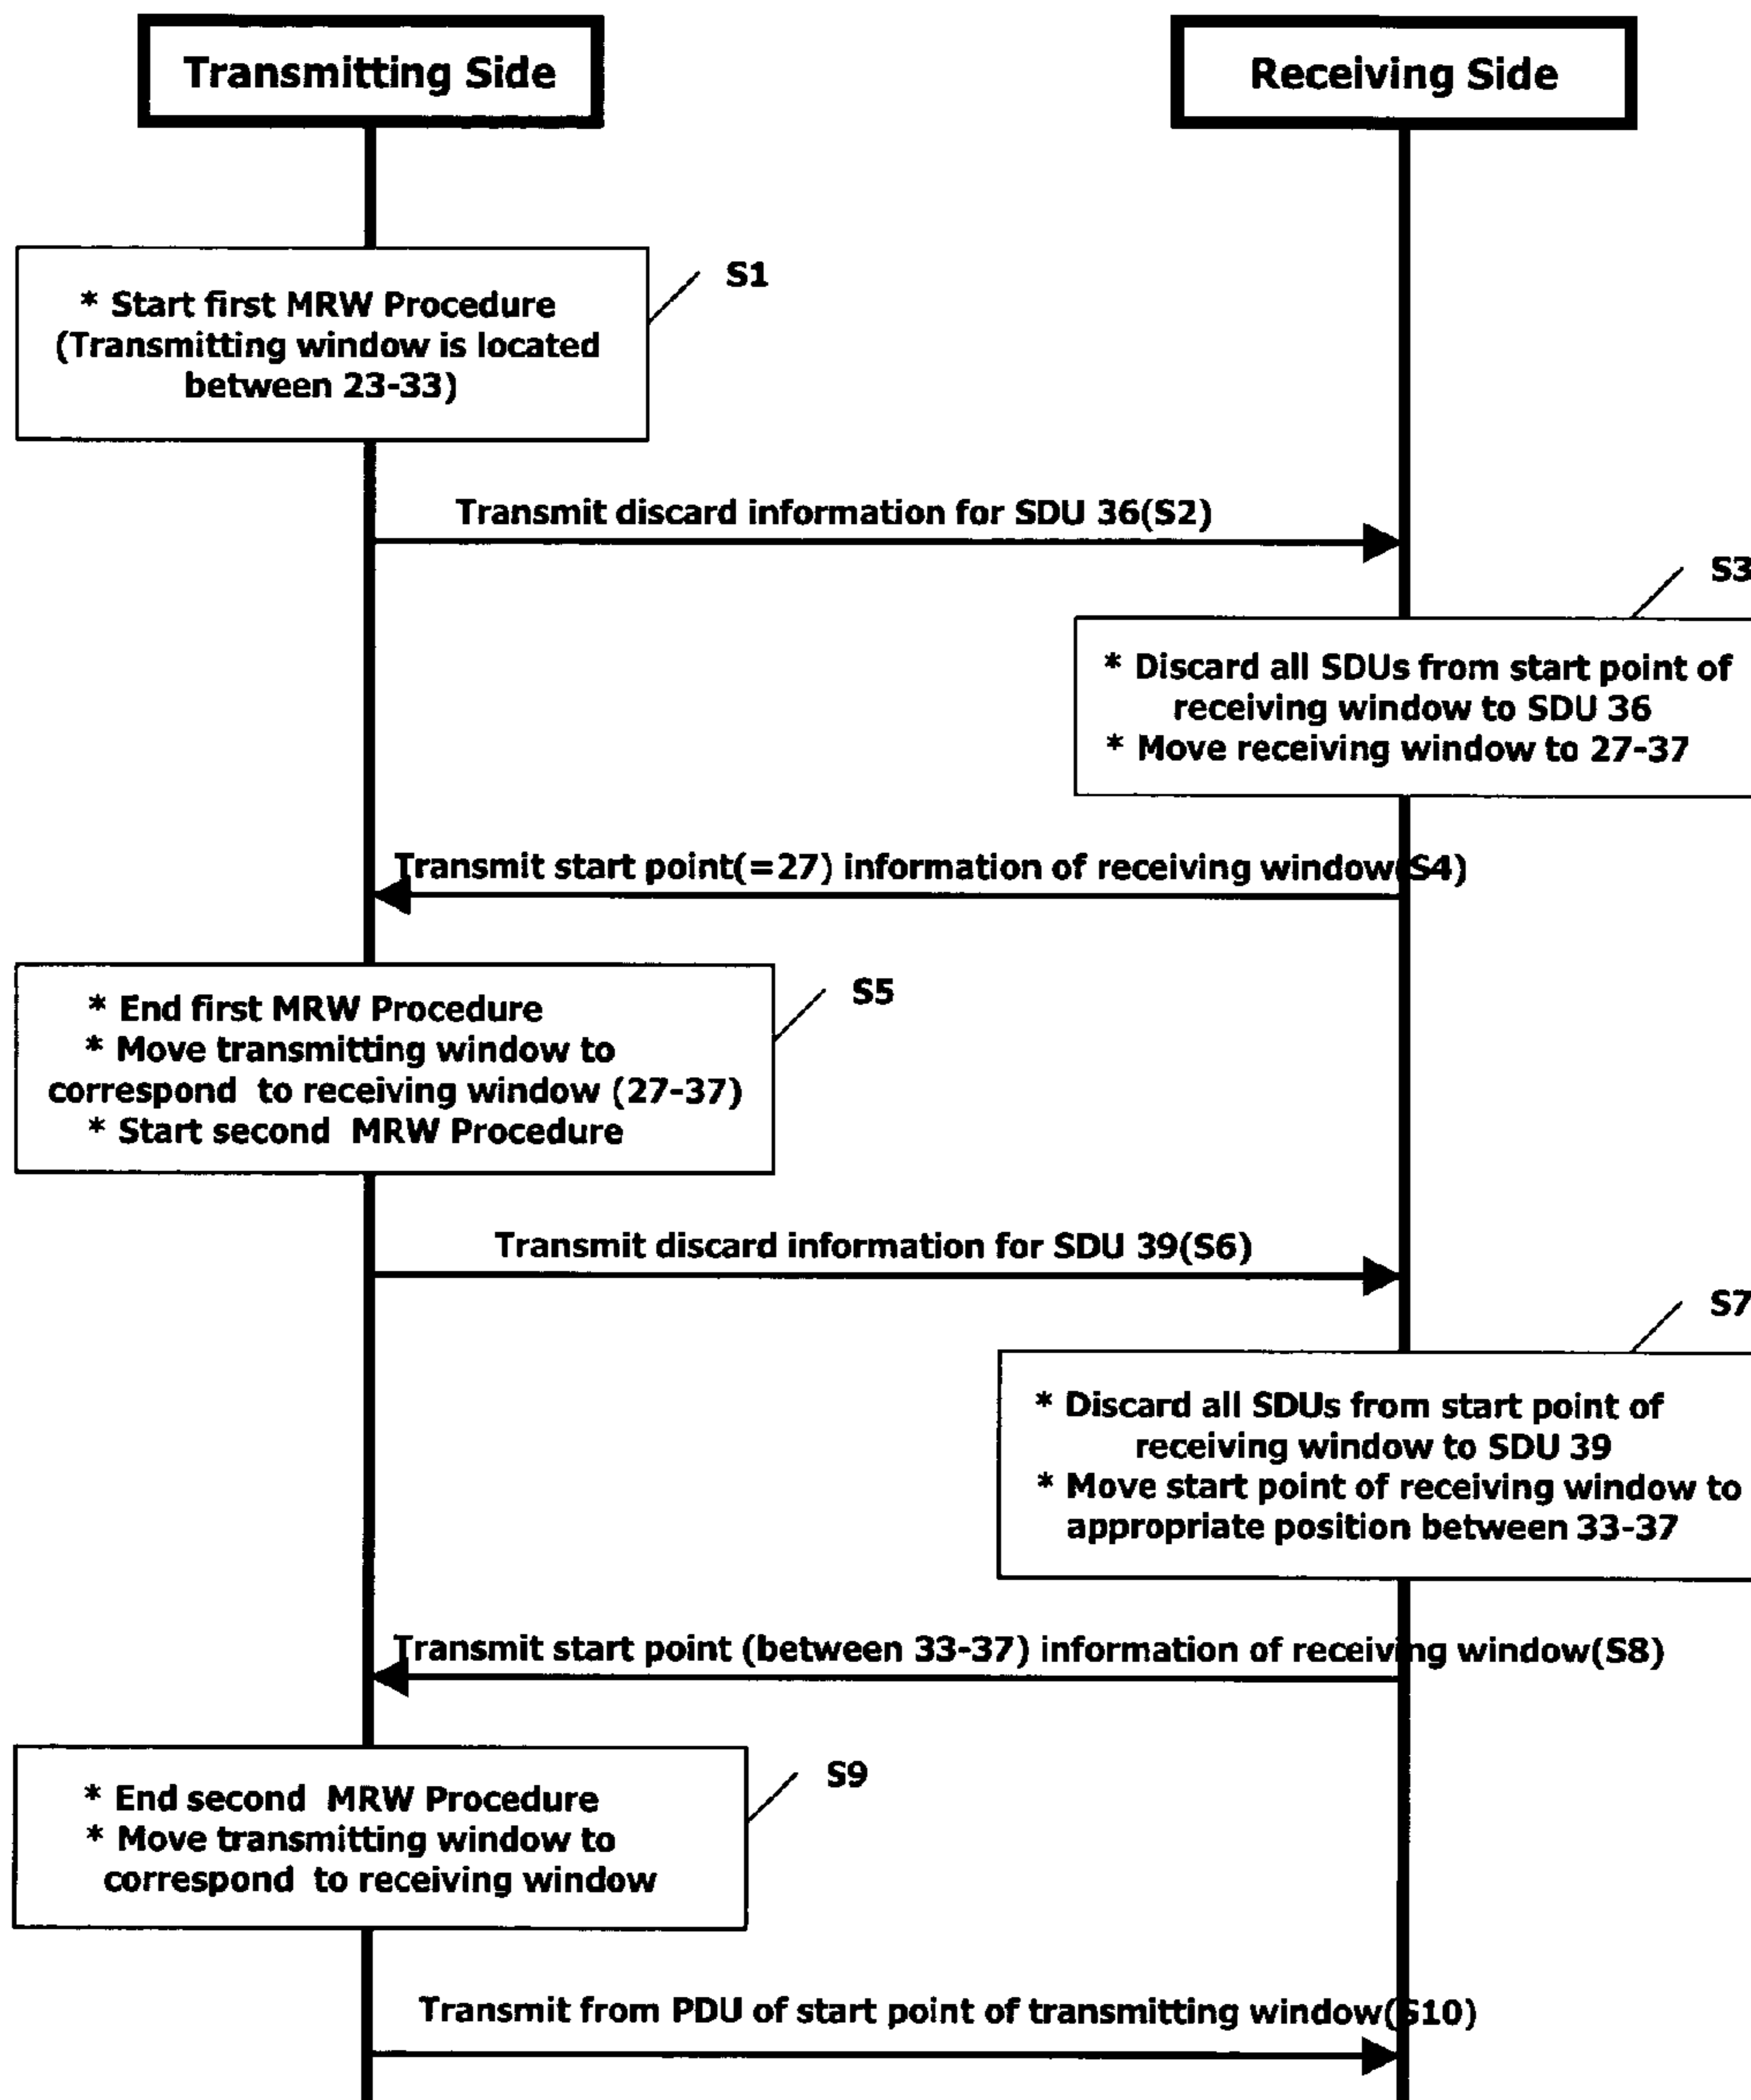 Transmitting Side
Receiving Side
* Start first MRW Procedure
(Transmitting window is located
between 23-33)
S1
Transmit discard information for SDU 36(S2)
S3
* Discard all SDUs from start point of
receiving window to SDU 36
* Move receiving window to 27-37
Transmit start point(=27) information of receiving window(S4)
* End first MRW Procedure
* Move transmitting window to
correspond to receiving window (27-37)
* Start second MRW Procedure
S5
Transmit discard information for SDU 39(S6)
S7
* Discard all SDUs from start point of
receiving window to SDU 39
* Move start point of receiving window to
appropriate position between 33-37
Transmit start point (between 33-37) information of receiving window(S8)
* End second MRW Procedure
* Move transmitting window to
correspond to receiving window
S9
Transmit from PDU of start point of transmitting window(S10)